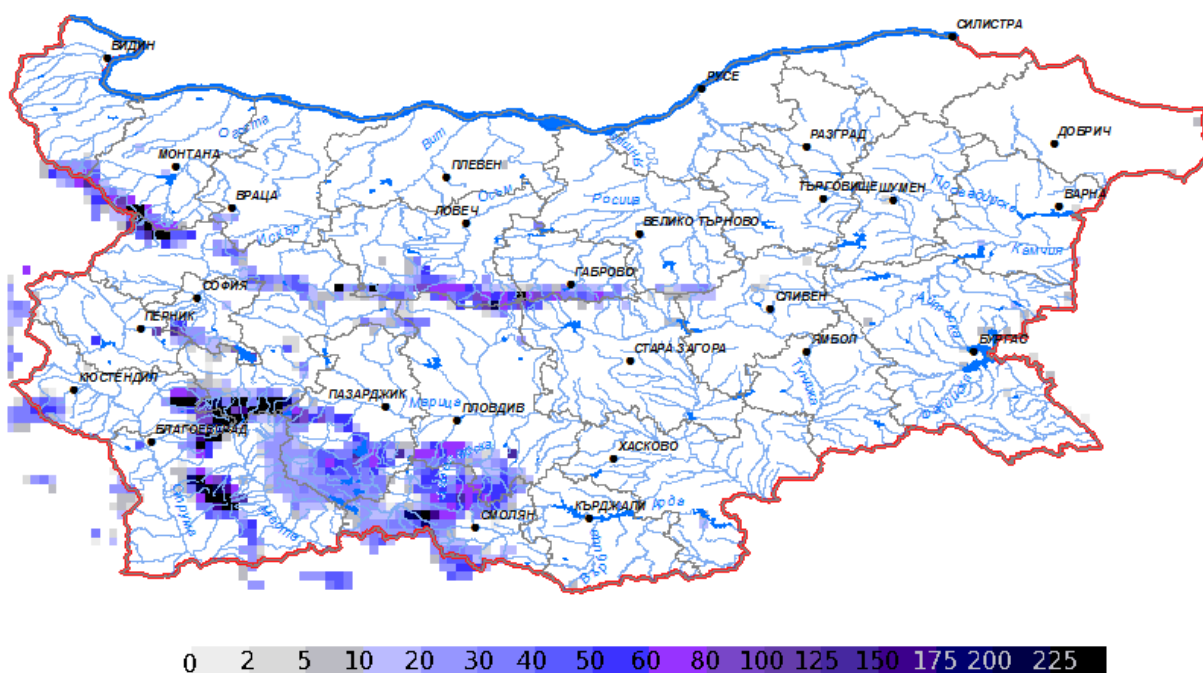 СИЛИСТРА
ВИДИН
РУСЕ
Огоста
Вит
РАЗГРАД
ДОБРИЧ
МОНТАНА
ПЛЕВЕН
Осъм
ВРАЦА
ЛОВЕЧ
Росица
ТЪРГОВИЩЕ
ШУМЕН
Провадийска
ВАРНА
Искър
ВЕЛИКО ТЪРНОВО
Камчия
ГАБРОВО
СОФИЯ
СЛИВЕН
ПЕРНИК
СТАРА ЗАГОРА
ЯМБОЛ
БУРГАС
КЮСТЕНДИЛ
ПАЗАРДЖИК
Марица
ПЛОВДИВ
Тунджа
БЛАГОЕВГРАД
ХАСКОВО
Струма
Места
СМОЛЯН
КЪРДЖАЛИ
Арда
0 2 5 10 20 30 40 50 60 80 100 125 150 175 200 225